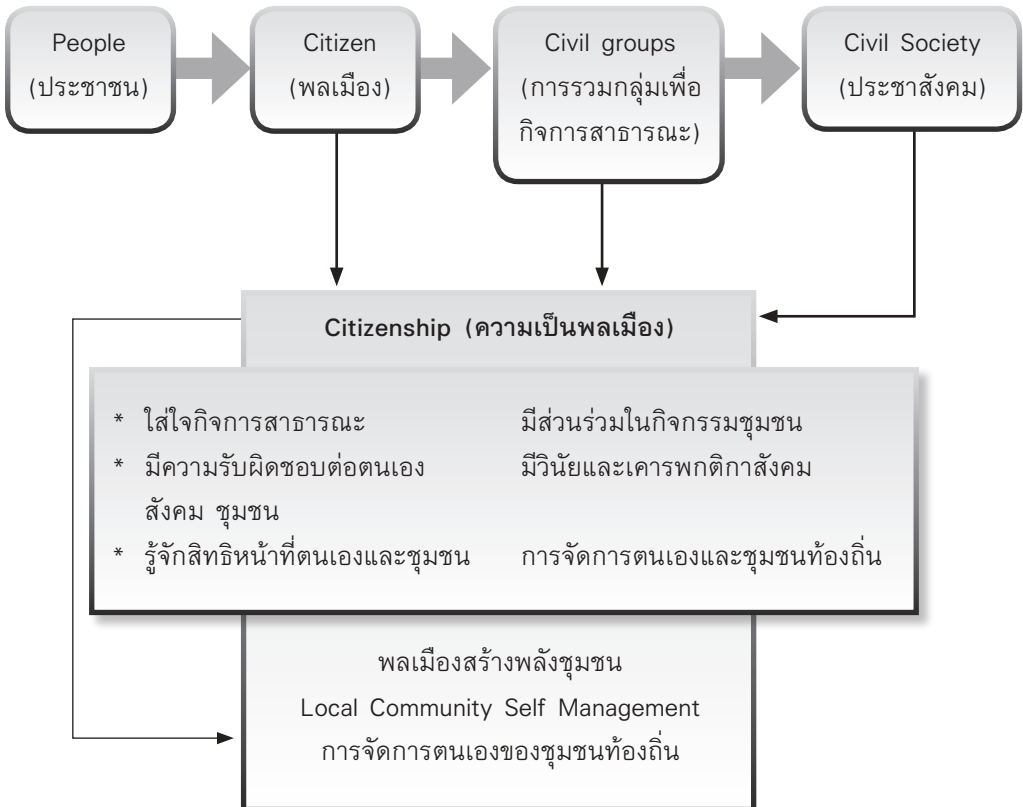 People
(ประชาชน)
Citizen
(พลเมือง)
Civil groups
(การรวมกลุ่มเพื่อ
กิจการสาธารณะ)
Civil Society
(ประชาสังคม)
Citizenship (ความเป็นพลเมือง)
* ใส่ใจกิจการสาธารณะ มีส่วนร่วมในกิจกรรมชุมชน
* มีความรับผิดชอบต่อตนเอง มีวินัยและเคารพกติกาสังคม
สังคม ชุมชน
* รู้จักสิทธิหน้าที่ตนเองและชุมชน การจัดการตนเองและชุมชนท้องถิ่น
พลเมืองสร้างพลังชุมชน
Local Community Self Management
การจัดการตนเองของชุมชนท้องถิ่น